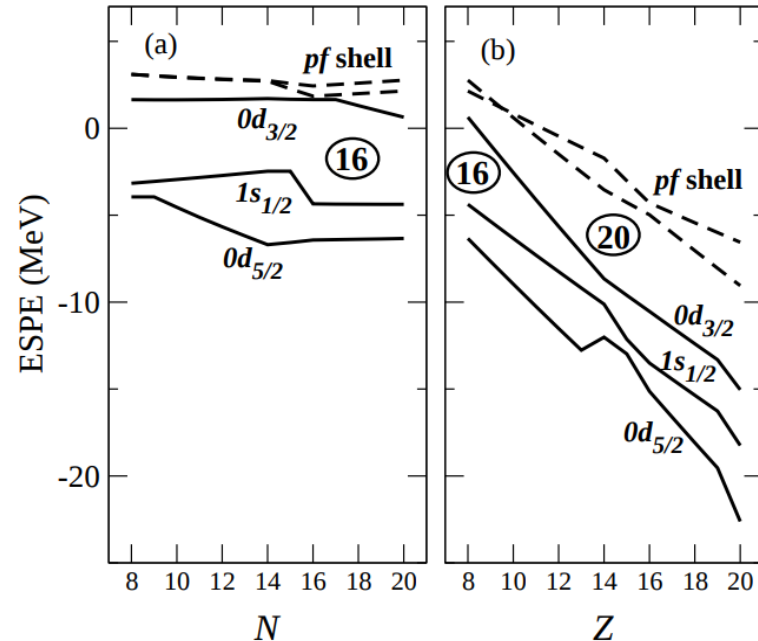 (a)
pf shell
0d3/2
16
1s1/2
0d5/2
(b)
16
pf shell
20
0d3/2
1s1/2
0d5/2
ESPE (MeV)
0
-10
-20
8 10 12 14 16 18 20
8 10 12 14 16 18 20
N
Z